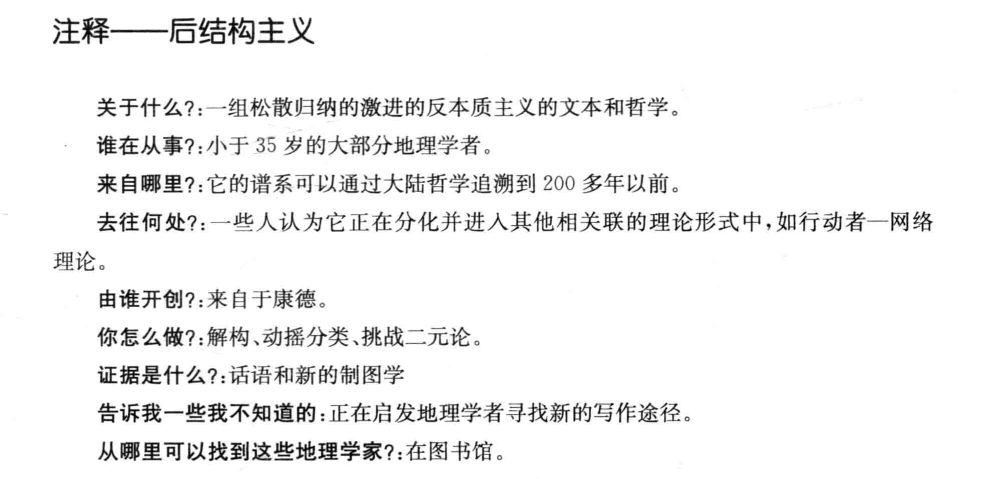 注释——后结构主义
关于什么?:一组松散归纳的激进的反本质主义的文本和哲学。
谁在从事?:小于 35 岁的大部分地理学者。
来自哪里?:它的谱系可以通过大陆哲学追溯到 200 多年以前。
去往何处?:一些人认为它正在分化并进入其他相关联的理论形式中,如行动者—网络
理论。
由谁开创?:来自于康德。
你怎么做?:解构、动摇分类、挑战二元论。
证据是什么?:话语和新的制图学
告诉我一些我不知道的:正在启发地理学者寻找新的写作途径。
从哪里可以找到这些地理学家?:在图书馆。